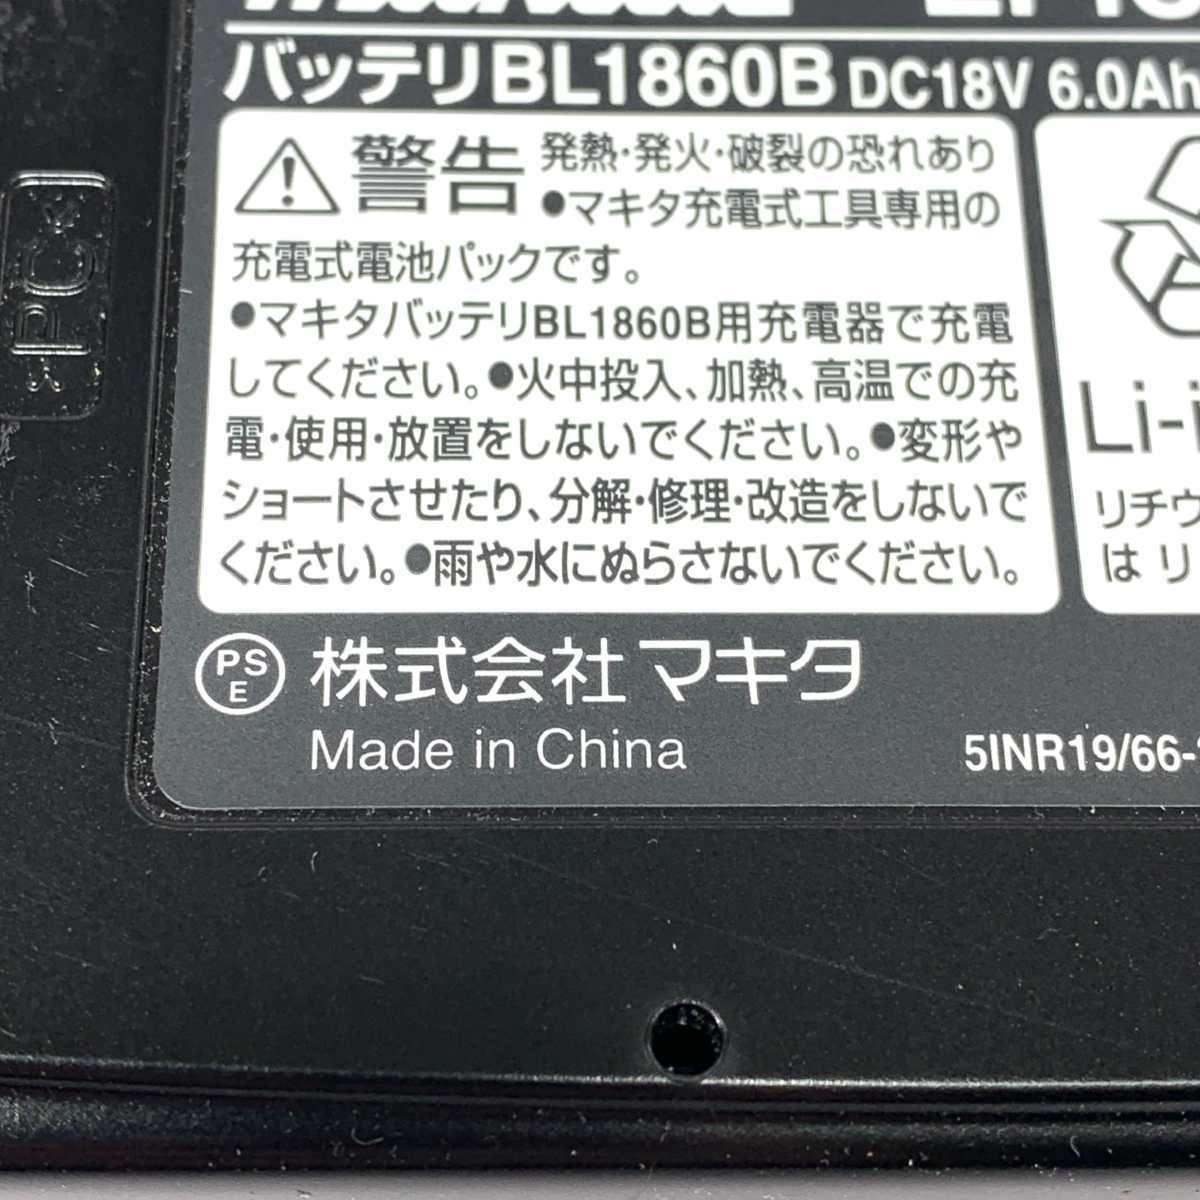 バッテリBL1860B DC18V 6.0Ah
警告 発熱・発火・破裂の恐れあり
●マキタ充電式工具専用の
充電式電池パックです。
●マキタバッテリBL1860B用充電器で充電
してください。●火中投入、加熱、高温での充
電・使用・放置をしないでください。●変形や
ショートさせたり、分解・修理・改造をしないで
ください。●雨や水にぬらさないでください。
Li-i
リチウ
は リ
PS
E
株式会社マキタ
Made in China
5INR19/66-
>PC<